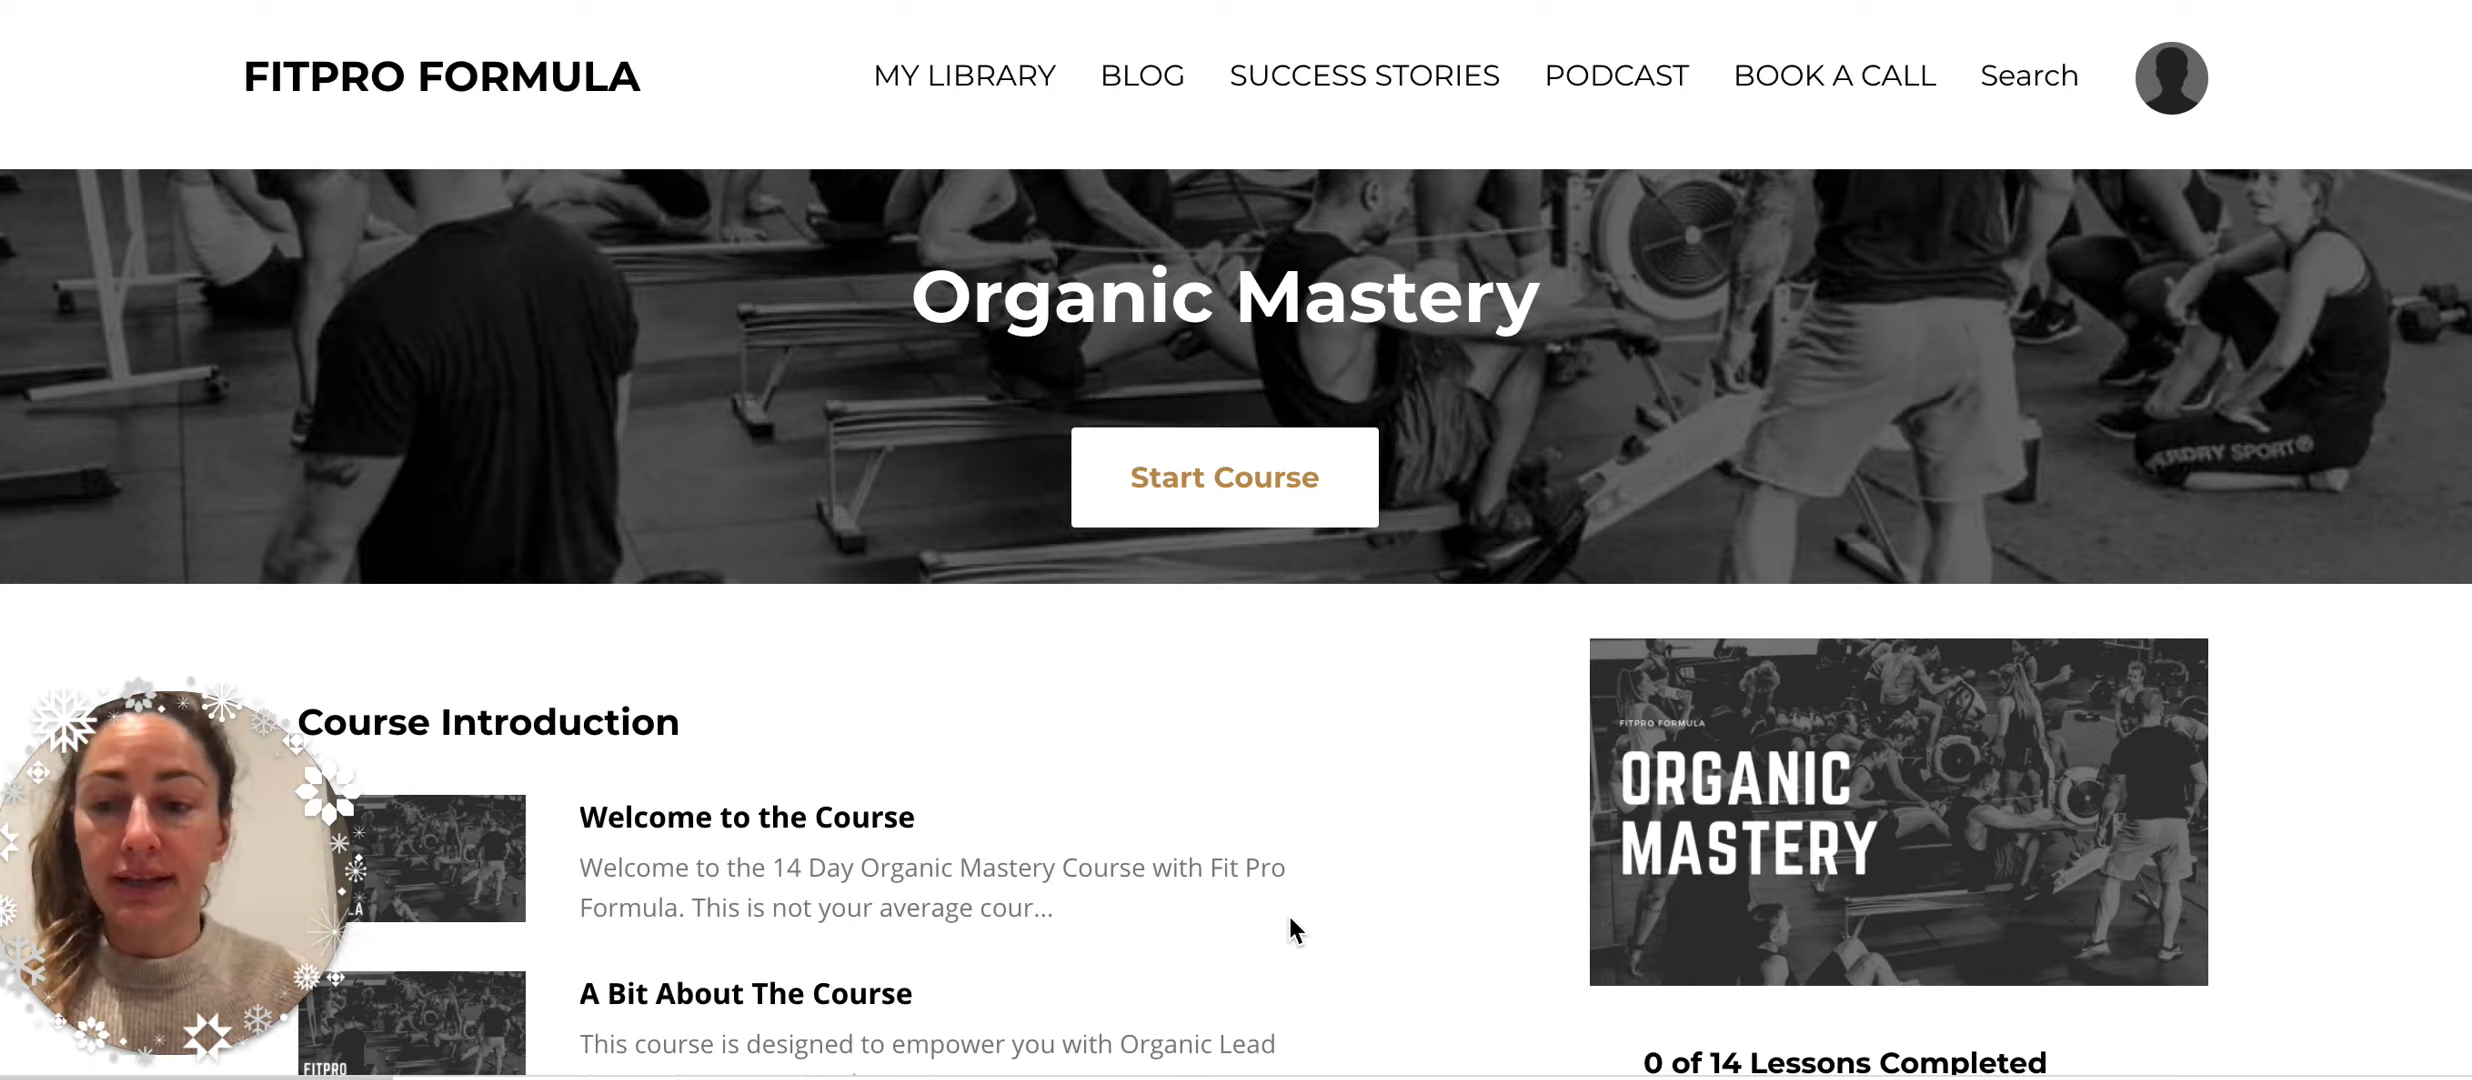 FITPRO FORMULA
MY LIBRARY
BLOG
SUCCESS STORIES
PODCAST
BOOK A CALL
Search
Organic Mastery
Start Course
Course Introduction
Welcome to the Course
Welcome to the 14 Day Organic Mastery Course with Fit Pro
Formula. This is not your average cour...
A Bit About The Course
This course is designed to empower you with Organic Lead
FITPRO
FITPRO FORMULA
ORGANIC
MASTERY
0 of 14 Lessons Completed